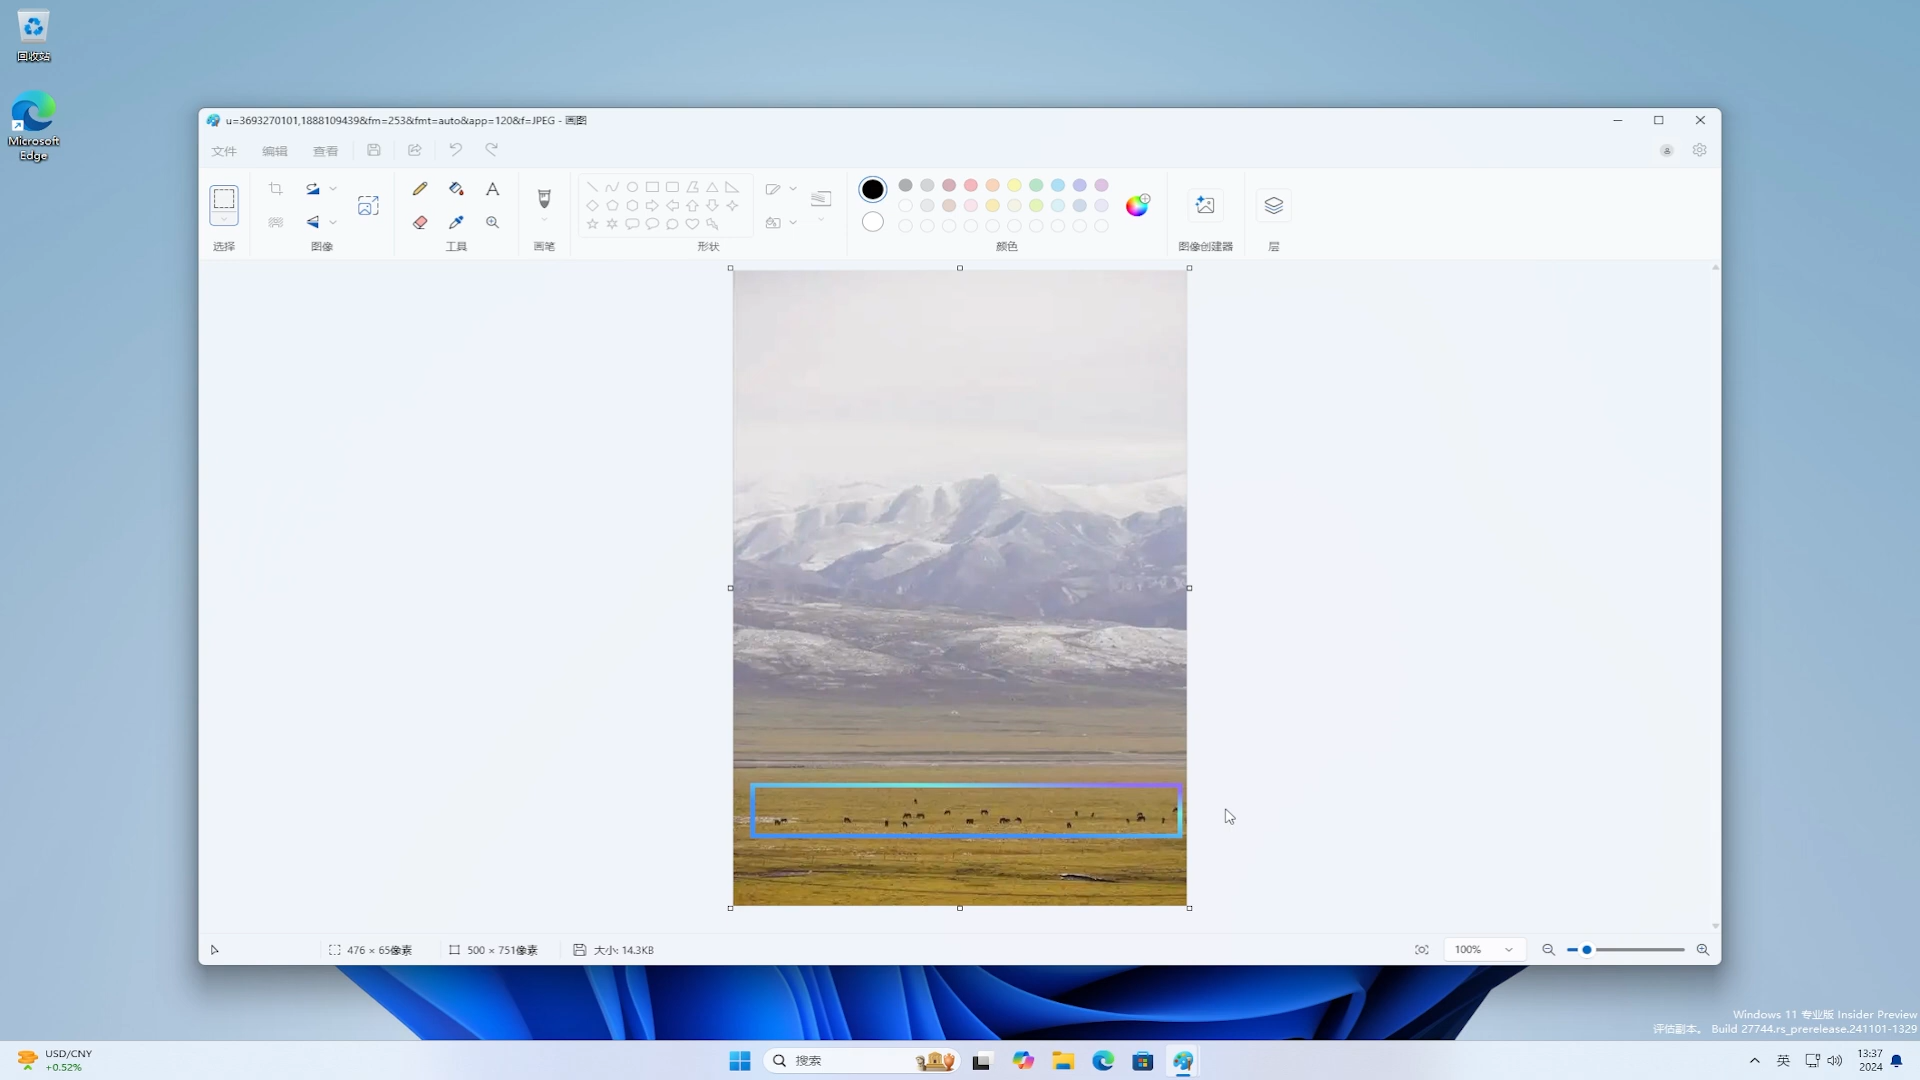 回收站
Microsoft
Edge
u=3693270101,1888109439&fm=253&fmt=auto&app=120&f=JPEG - 画图
文件 编辑 查看
选择 图像 工具 画笔 形状 颜色 图像创建器 层
476 × 65像素 500 × 751像素 大小: 14.3KB 100%
Windows 11 专业版 Insider Preview
评估副本。 Build 27744.rs_prerelease.241101-1329
USD/CNY
+0.52%
搜索
英
13:37
2024